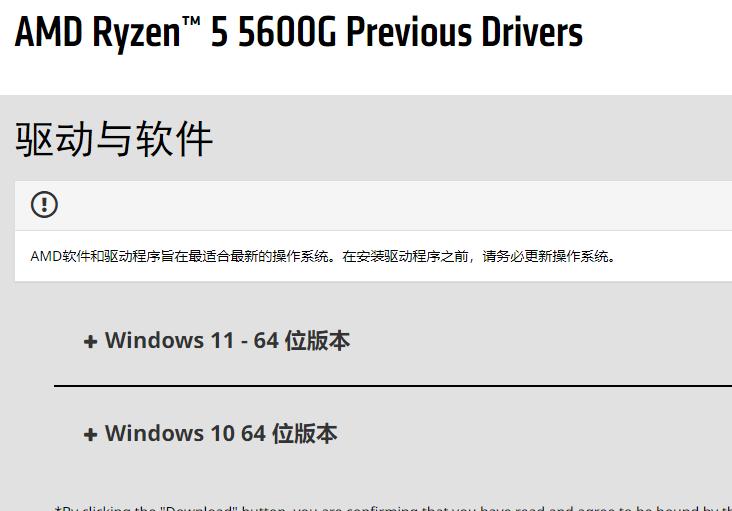 AMD Ryzen™ 5 5600G Previous Drivers
驱动与软件
AMD软件和驱动程序旨在最适合最新的操作系统。在安装驱动程序之前，请务必更新操作系统。
+ Windows 11 - 64 位版本
+ Windows 10 64 位版本
*By clicking the "Download" button, you are confirming that you have read and agree to be bound by